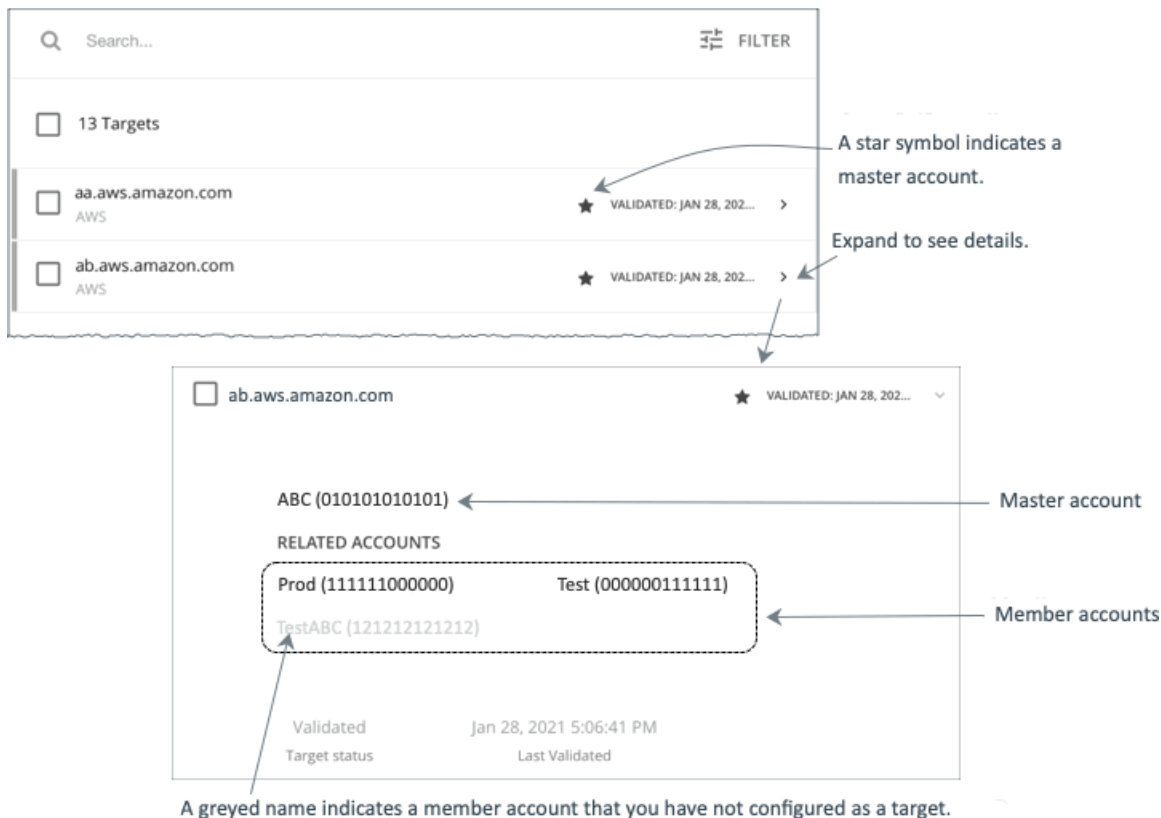 Search...
FILTER
13 Targets
A star symbol indicates a
master account.
aa.aws.amazon.com
AWS
VALIDATED: JAN 28, 202...
Expand to see details.
ab.aws.amazon.com
AWS
VALIDATED: JAN 28, 202...
ab.aws.amazon.com
VALIDATED: JAN 28, 202...
ABC (010101010101)
Master account
RELATED ACCOUNTS
Prod (111111000000) Test (000000111111)
Member accounts
TestABC (121212121212)
Validated Jan 28, 2021 5:06:41 PM
Target status Last Validated
A greyed name indicates a member account that you have not configured as a target.